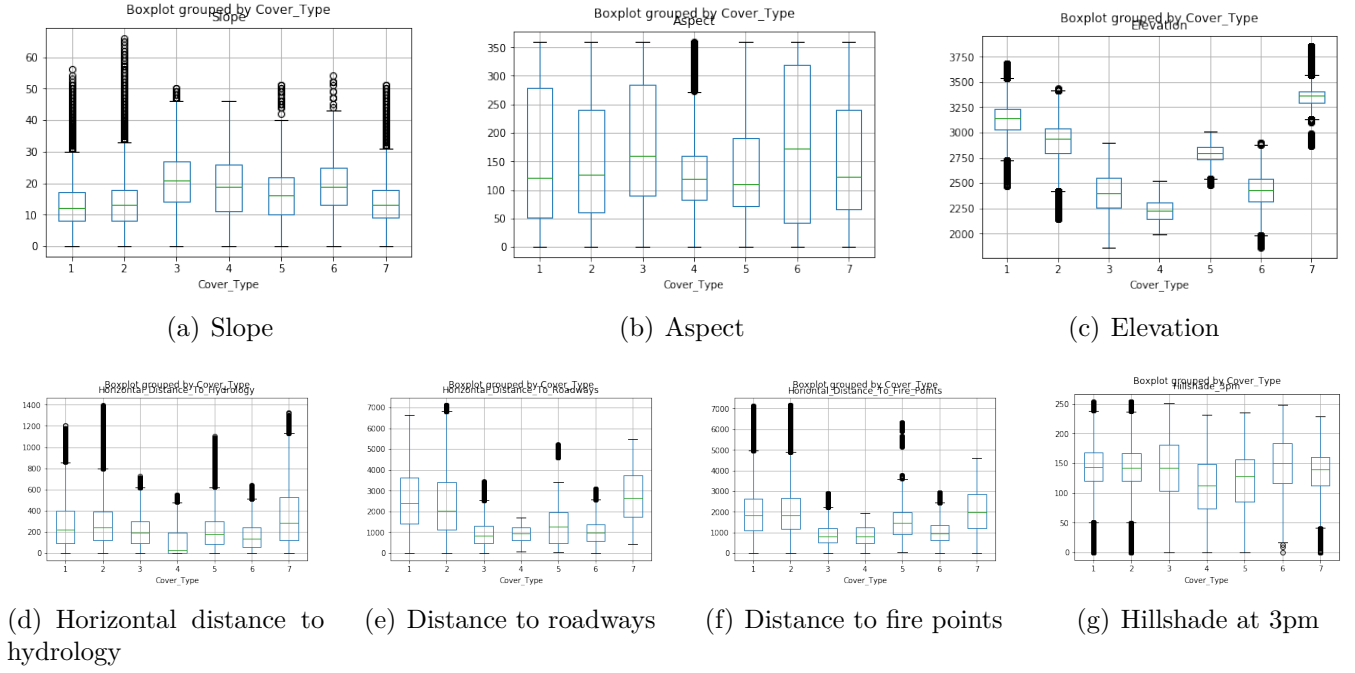 Boxplot grouped by Cover_Type
Slope
60
50
40
30
20
10
0
1 2 3 4 5 6 7
Cover_Type
(a) Slope
Boxplot grouped by Cover_Type
Aspect
350
300
250
200
150
100
50
0
1 2 3 4 5 6 7
Cover_Type
(b) Aspect
Boxplot grouped by Cover_Type
Elevation
3750
3500
3250
3000
2750
2500
2250
2000
1 2 3 4 5 6 7
Cover_Type
(c) Elevation
Boxplot grouped by Cover_Type
Horizontal_Distance_To_Hydrology
1400
1200
1000
800
600
400
200
0
1 2 3 4 5 6 7
Cover_Type
(d) Horizontal distance to
hydrology
Boxplot grouped by Cover_Type
Horizontal_Distance_To_Roadways
7000
6000
5000
4000
3000
2000
1000
0
1 2 3 4 5 6 7
Cover_Type
(e) Distance to roadways
Boxplot grouped by Cover_Type
Horizontal_Distance_To_Fire_Points
7000
6000
5000
4000
3000
2000
1000
0
1 2 3 4 5 6 7
Cover_Type
(f) Distance to fire points
Boxplot grouped by Cover_Type
Hillshade_3pm
250
200
150
100
50
0
1 2 3 4 5 6 7
Cover_Type
(g) Hillshade at 3pm